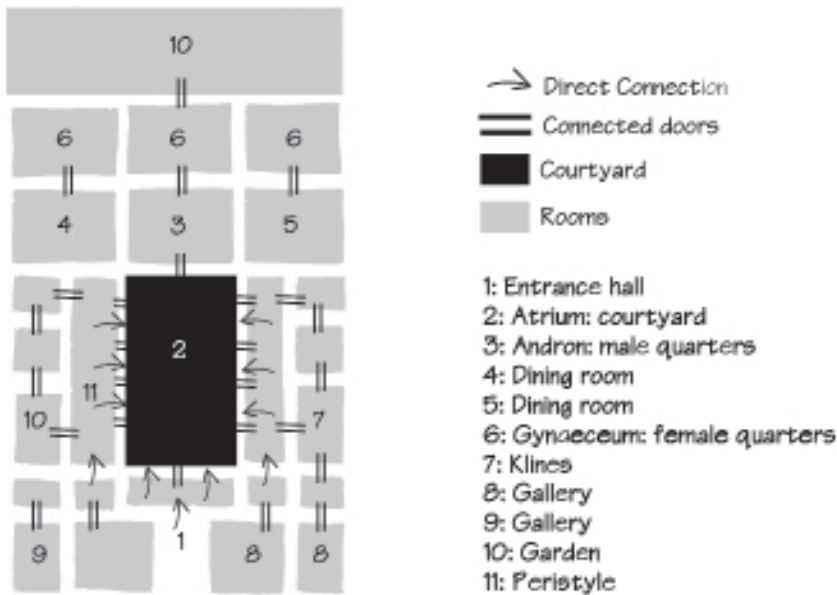 10
6 6 6
4 3 5
2
11
10 7
1
9 8 8
Direct Connection
Connected doors
Courtyard
Rooms
1: Entrance hall
2: Atrium: courtyard
3: Andron: male quarters
4: Dining room
5: Dining room
6: Gynaeceum: female quarters
7: Klines
8: Gallery
9: Gallery
10: Garden
11: Peristyle